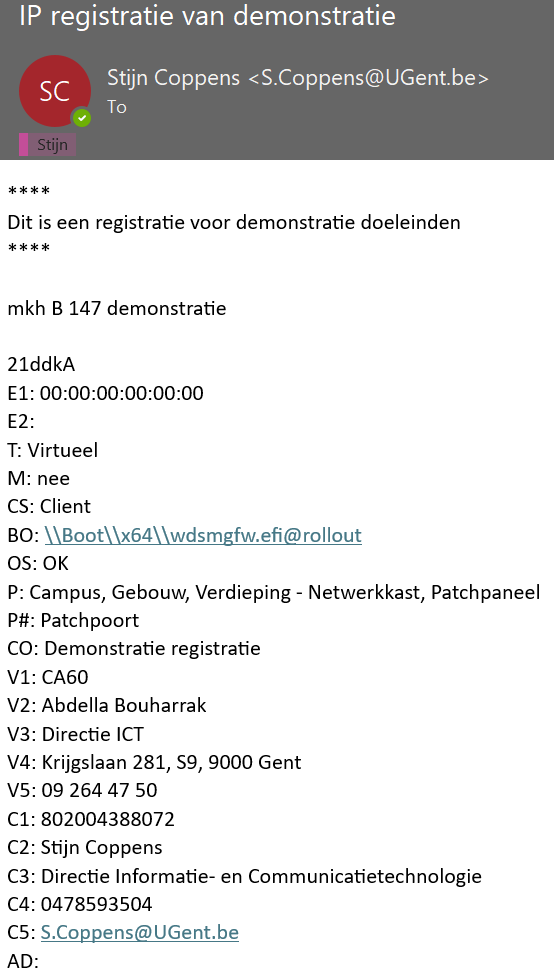 IP registratie van demonstratie
SC
Stijn Coppens <S.Coppens@UGent.be>
To
Stijn
****
Dit is een registratie voor demonstratie doeleinden
****
mkh B 147 demonstratie
21ddkA
E1: 00:00:00:00:00:00
E2:
T: Virtueel
M: nee
CS: Client
BO: \\Boot\\x64\\wdsmgfw.efi@rollout
OS: OK
P: Campus, Gebouw, Verdieping - Netwerkkast, Patchpaneel
P#: Patchpoort
CO: Demonstratie registratie
V1: CA60
V2: Abdella Bouharrak
V3: Directie ICT
V4: Krijgslaan 281, S9, 9000 Gent
V5: 09 264 47 50
C1: 802004388072
C2: Stijn Coppens
C3: Directie Informatie- en Communicatietechnologie
C4: 0478593504
C5: S.Coppens@UGent.be
AD: